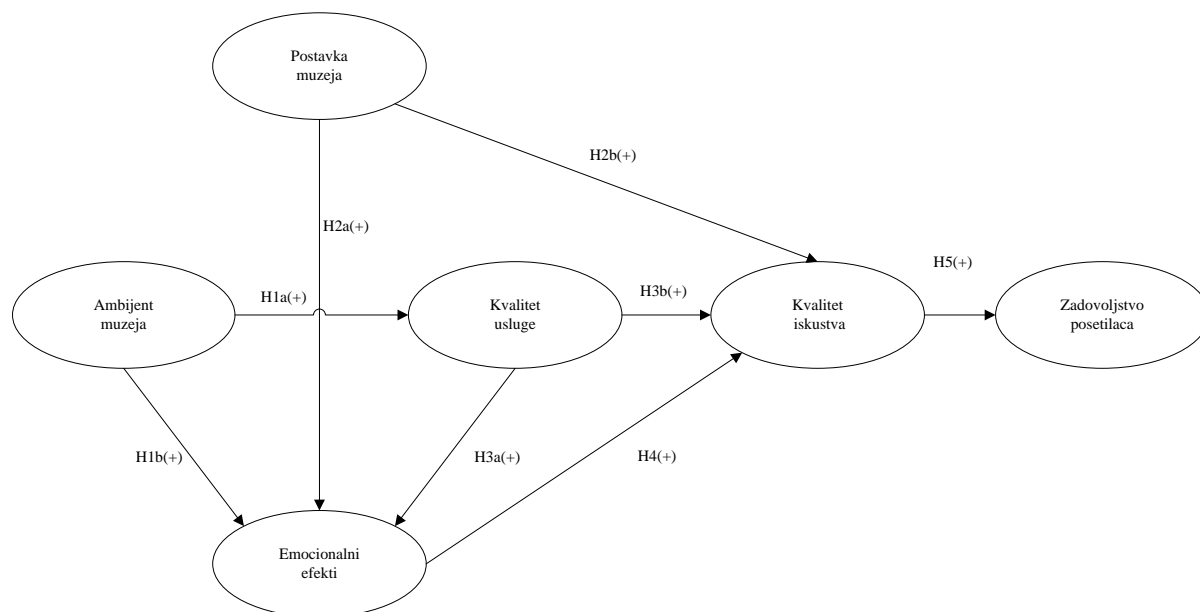 Postavka
muzeja
H2b(+)
H2a(+)
Ambijent
muzeja
H1a(+)
Kvalitet
usluge
H3b(+)
Kvalitet
iskustva
H5(+)
Zadovoljstvo
posetilaca
H1b(+)
H3a(+)
H4(+)
Emocionalni
efekti